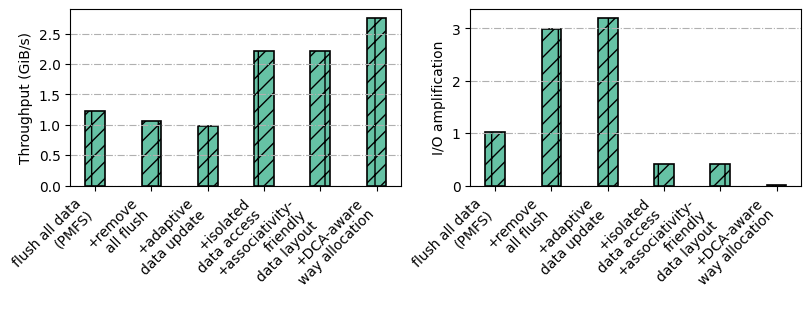 Throughput (GiB/s)
2.5
2.0
1.5
1.0
0.5
0.0
flush all data
(PMFS)
+remove
all flush
+adaptive
data update
+isolated
data access
+associativity-
friendly
data layout
+DCA-aware
way allocation
I/O amplification
3
2
1
0
flush all data
(PMFS)
+remove
all flush
+adaptive
data update
+isolated
data access
+associativity-
friendly
data layout
+DCA-aware
way allocation